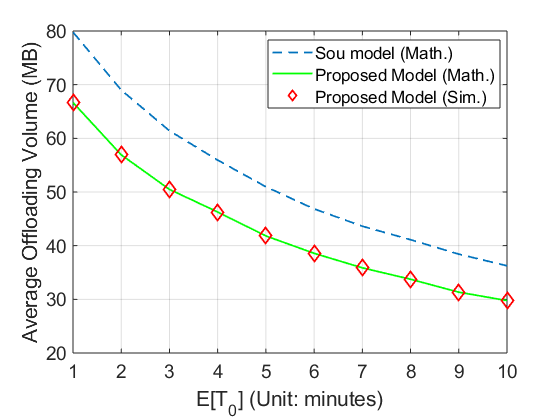 80
70
60
50
40
30
20
Average Offloading Volume (MB)
Sou model (Math.)
Proposed Model (Math.)
Proposed Model (Sim.)
1 2 3 4 5 6 7 8 9 10
E[T₀] (Unit: minutes)